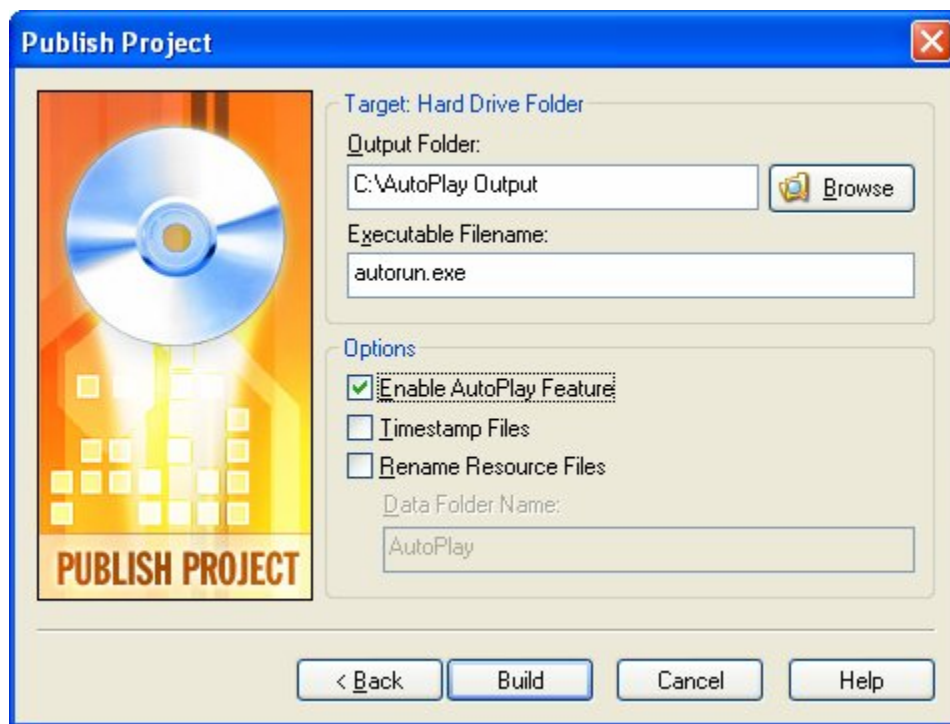 Publish Project
Target: Hard Drive Folder
Output Folder:
C:\AutoPlay Output
Browse
Executable Filename:
autorun.exe
Options
Enable AutoPlay Feature
Timestamp Files
Rename Resource Files
Data Folder Name:
AutoPlay
PUBLISH PROJECT
< Back
Build
Cancel
Help